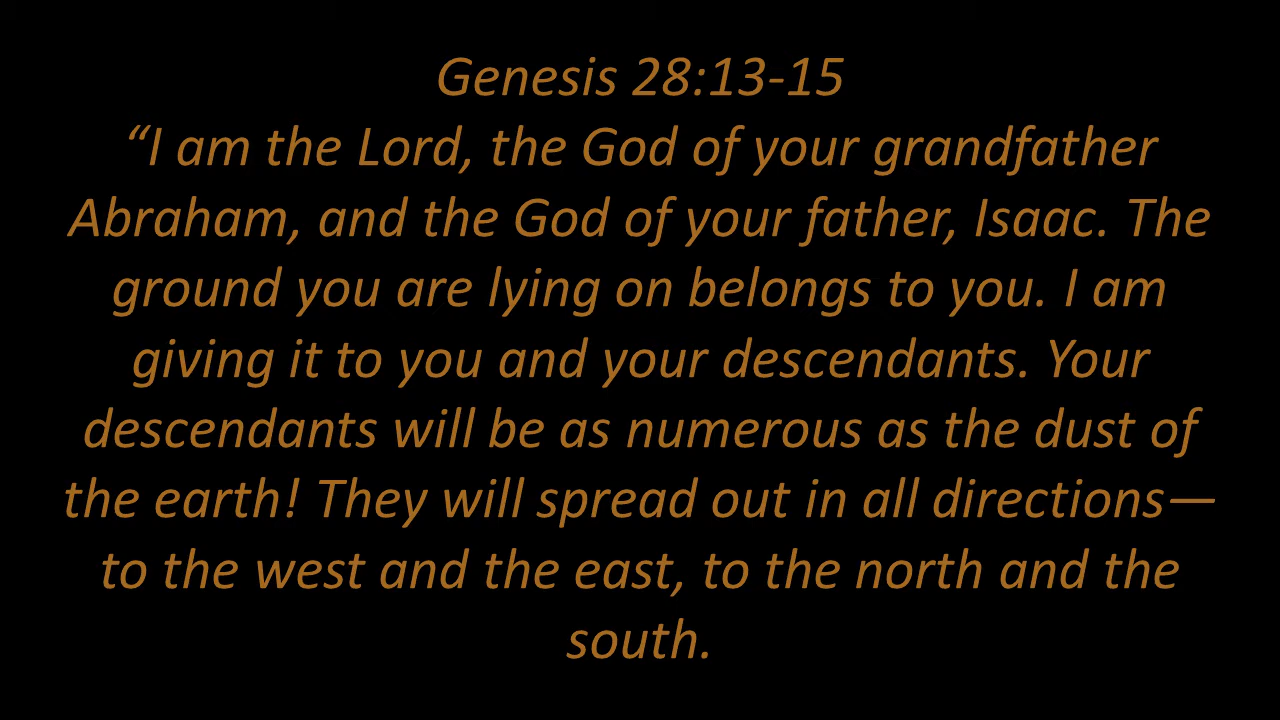 Genesis 28:13-15
“I am the Lord, the God of your grandfather
Abraham, and the God of your father, Isaac. The
ground you are lying on belongs to you. I am
giving it to you and your descendants. Your
descendants will be as numerous as the dust of
the earth! They will spread out in all directions—
to the west and the east, to the north and the
south.